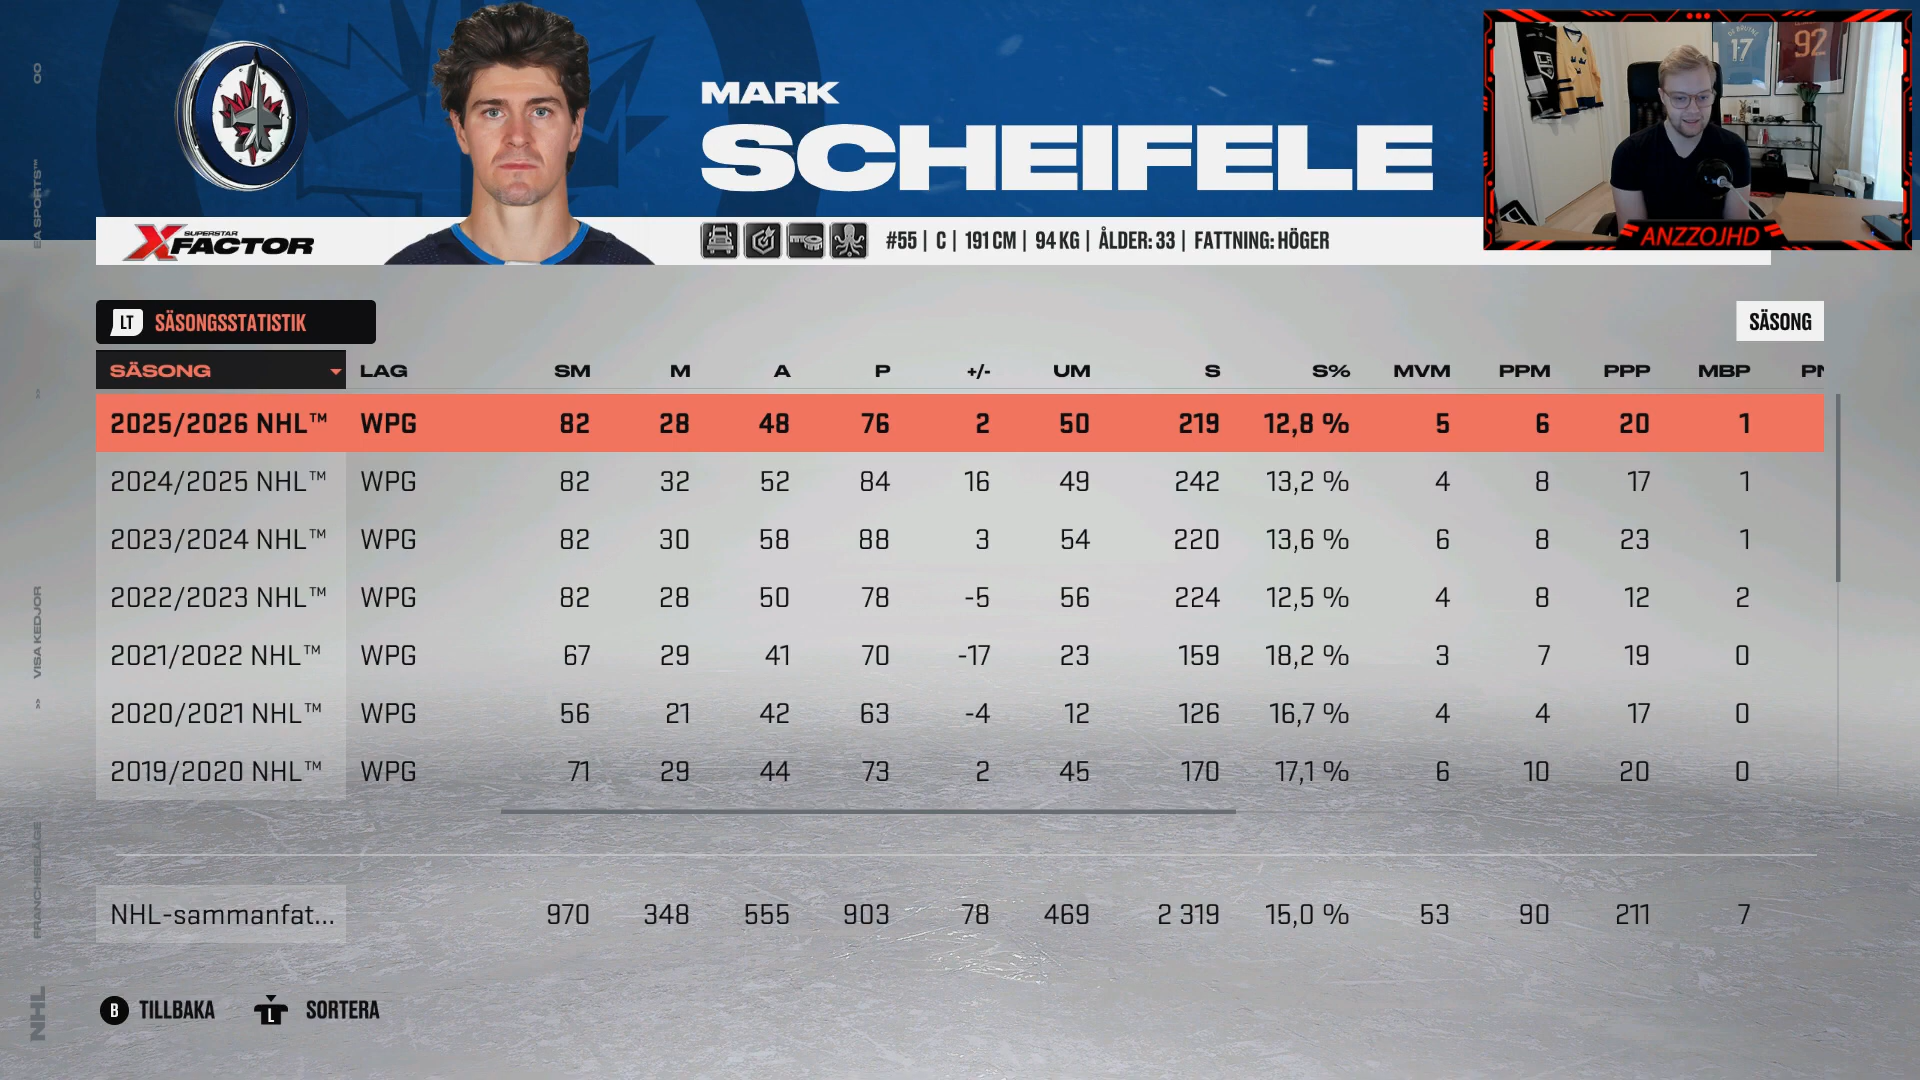 MARK
SCHEIFELE
SUPERSTAR
XFACTOR
#55 | C | 191 CM | 94 KG | ÅLDER: 33 | FATTNING: HÖGER
17
92
ANZZOJHD
OO
EA SPORTS™
VISA KEDJOR
FRANCHISELÄGE
NHL
LT SÄSONGSSTATISTIK
SÄSONG
SÄSONG LAG SM M A P +/- UM S S% MVM PPM PPP MBP
2025/2026 NHL™ WPG 82 28 48 76 2 50 219 12,8 % 5 6 20 1
2024/2025 NHL™ WPG 82 32 52 84 16 49 242 13,2 % 4 8 17 1
2023/2024 NHL™ WPG 82 30 58 88 3 54 220 13,6 % 6 8 23 1
2022/2023 NHL™ WPG 82 28 50 78 -5 56 224 12,5 % 4 8 12 2
2021/2022 NHL™ WPG 67 29 41 70 -17 23 159 18,2 % 3 7 19 0
2020/2021 NHL™ WPG 56 21 42 63 -4 12 126 16,7 % 4 4 17 0
2019/2020 NHL™ WPG 71 29 44 73 2 45 170 17,1 % 6 10 20 0
NHL-sammanfat... 970 348 555 903 78 469 2 319 15,0 % 53 90 211 7
B TILLBAKA L SORTERA